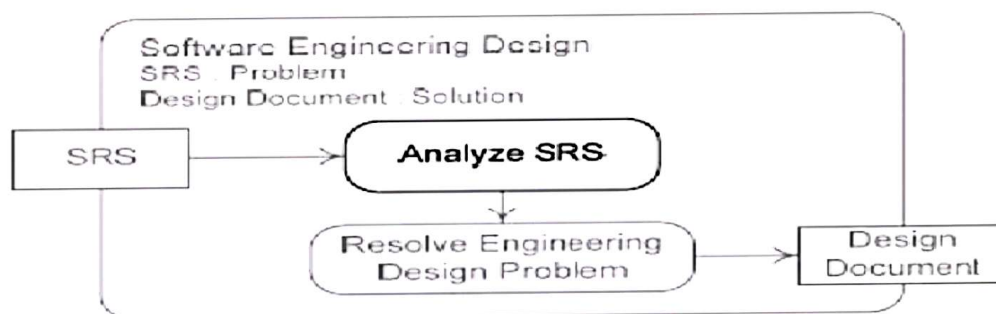 Software Engineering Design
SRS : Problem
Design Document : Solution
SRS
Analyze SRS
Resolve Engineering
Design Problem
Design
Document